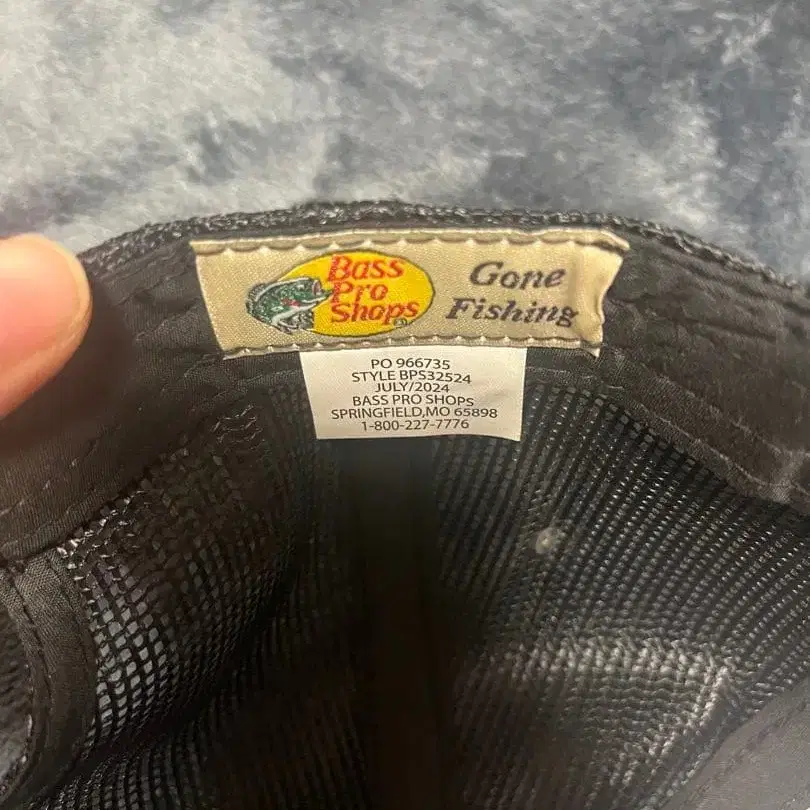 Bass
Pro
Shops
Gone
Fishing
PO 966735
STYLE BPS32524
JULY/2024
BASS PRO SHOPS
SPRINGFIELD,MO 65898
1-800-227-7776